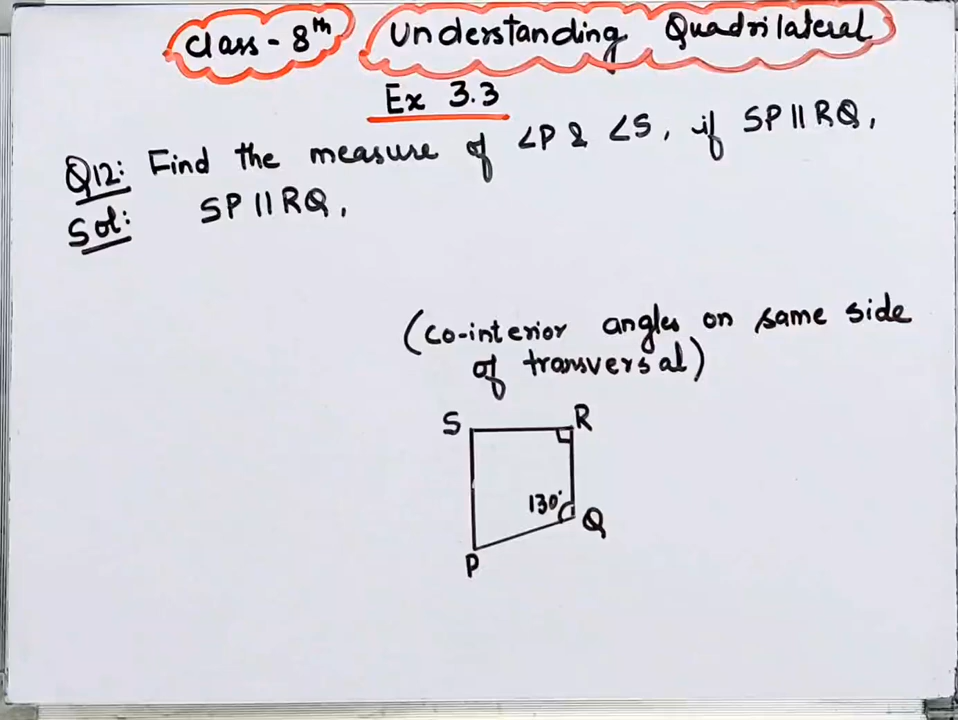 Class - 8th Understanding Quadrilateral
Ex 3.3
Q12: Find the measure of ∠P & ∠S, if SP || RQ,
Sol: SP || RQ,
(co-interior angles on same side
of transversal)
S R
130°
Q
P